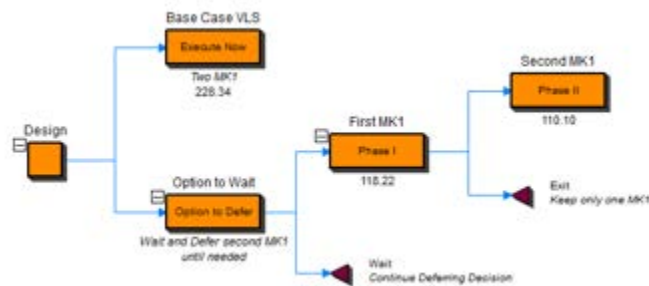 Base Case VLS
Execute Now
Two MK1
228.34
Design
Option to Wait
Option to Defer
Wait and Defer second MK1
until needed
First MK1
Phase I
118.22
Second MK1
Phase II
110.10
Exit
Keep only one MK1
Wait
Continue Deferring Decision